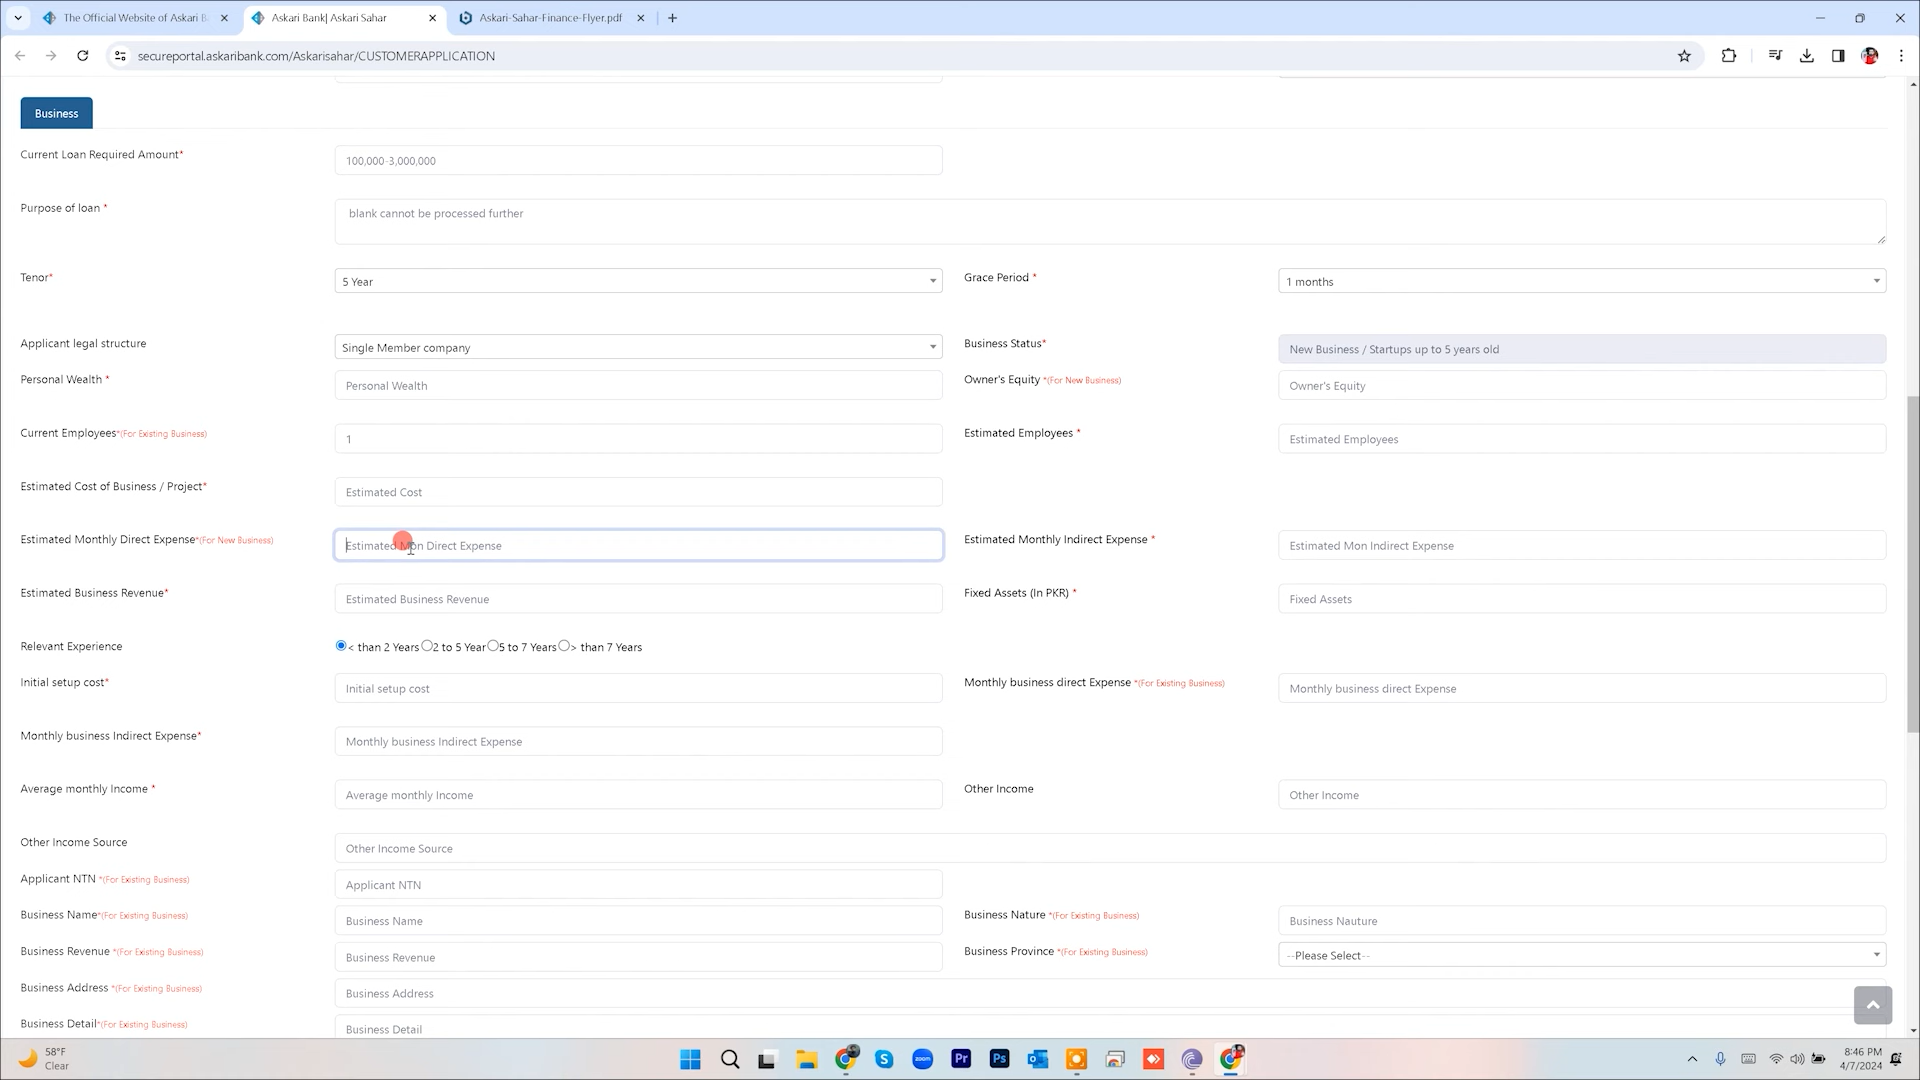 The Official Website of Askari B
Askari Bank| Askari Sahar
Askari-Sahar-Finance-Flyer.pdf
secureportal.askaribank.com/Askarisahar/CUSTOMERAPPLICATION
Business
Current Loan Required Amount* 100,000-3,000,000
Purpose of loan * blank cannot be processed further
Tenor* 5 Year Grace Period * 1 months
Applicant legal structure Single Member company Business Status* New Business / Startups up to 5 years old
Personal Wealth * Personal Wealth Owner's Equity *(For New Business) Owner's Equity
Current Employees*(For Existing Business) 1 Estimated Employees * Estimated Employees
Estimated Cost of Business / Project* Estimated Cost
Estimated Monthly Direct Expense*(For New Business) Estimated Mon Direct Expense Estimated Monthly Indirect Expense * Estimated Mon Indirect Expense
Estimated Business Revenue* Estimated Business Revenue Fixed Assets (In PKR) * Fixed Assets
Relevant Experience < than 2 Years 2 to 5 Year 5 to 7 Years > than 7 Years
Initial setup cost* Initial setup cost Monthly business direct Expense *(For Existing Business) Monthly business direct Expense
Monthly business Indirect Expense* Monthly business Indirect Expense
Average monthly Income * Average monthly Income Other Income Other Income
Other Income Source Other Income Source
Applicant NTN *(For Existing Business) Applicant NTN
Business Name*(For Existing Business) Business Name Business Nature *(For Existing Business) Business Nauture
Business Revenue *(For Existing Business) Business Revenue Business Province *(For Existing Business) --Please Select--
Business Address *(For Existing Business) Business Address
Business Detail*(For Existing Business) Business Detail
58°F
Clear
zoom
Pr
Ps
8:46 PM
4/7/2024